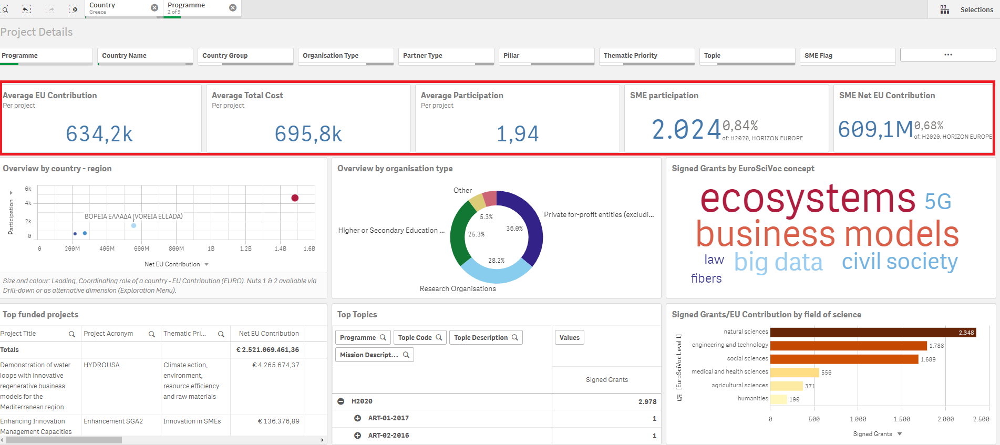 Country
Greece
Programme
2 of 9
Selections
Project Details
Programme
Country Name
Country Group
Organisation Type
Partner Type
Pillar
Thematic Priority
Topic
SME Flag
...
Average EU Contribution
Per project
634,2k
Average Total Cost
Per project
695,8k
Average Participation
Per project
1,94
SME participation
2.024
0,84%
of: H2020, HORIZON EUROPE
SME Net EU Contribution
609,1M
0,68%
of: H2020, HORIZON EUROPE
Overview by country - region
Participation
6k
4k
2k
0
ΒΟΡΕΙΑ ΕΛΛΑΔΑ (VOREIA ELLADA)
0
200M
400M
600M
800M
1B
1,2B
1,4B
1,6B
Net EU Contribution
Size and colour: Leading, Coordinating role of a country - EU Contribution (EURO). Nuts 1 & 2 available via
Drill-down or as alternative dimension (Exploration Menu).
Overview by organisation type
Other
5.3%
Private for-profit entities (excludi...
36.0%
Higher or Secondary Education ...
25.3%
28.2%
Research Organisations
Signed Grants by EuroSciVoc concept
ecosystems
5G
business models
law
big data
civil society
fibers
Top funded projects
Project Title
Project Acronym
Thematic Pri...
Net EU Contribution
Totals
€ 2.521.069.461,36
Demonstration of water
loops with innovative
regenerative business
models for the
Mediterranean region
HYDROUSA
Climate action,
environment,
resource efficiency
and raw materials
€ 4.265.674,37
Enhancing Innovation
Management Capacities
Enhancement SGA2
Innovation in SMEs
€ 136.376,89
Top Topics
Programme
Topic Code
Topic Description
Mission Descript...
Values
Signed Grants
H2020
2.978
ART-01-2017
1
ART-02-2016
1
Signed Grants/EU Contribution by field of science
[EuroSciVoc Level 1]
natural sciences
2.348
engineering and technology
1.788
social sciences
1.689
medical and health sciences
556
agricultural sciences
371
humanities
190
0
500
1.000
1.500
2.000
2.500
Signed Grants